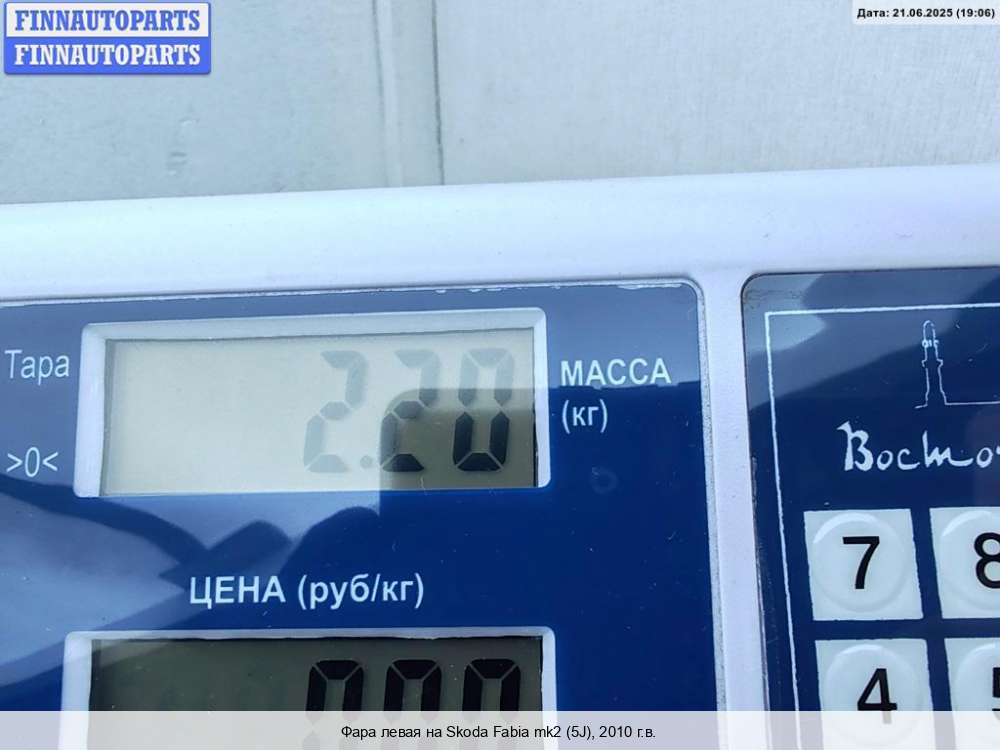 FINNAUTOPARTS
FINNAUTOPARTS
Дата: 21.06.2025 (19:06)
Тара
2.20
МАССА
(кг)
>0<
7
8
ЦЕНА (руб/кг)
4
Фара левая на Skoda Fabia mk2 (5J), 2010 г.в.